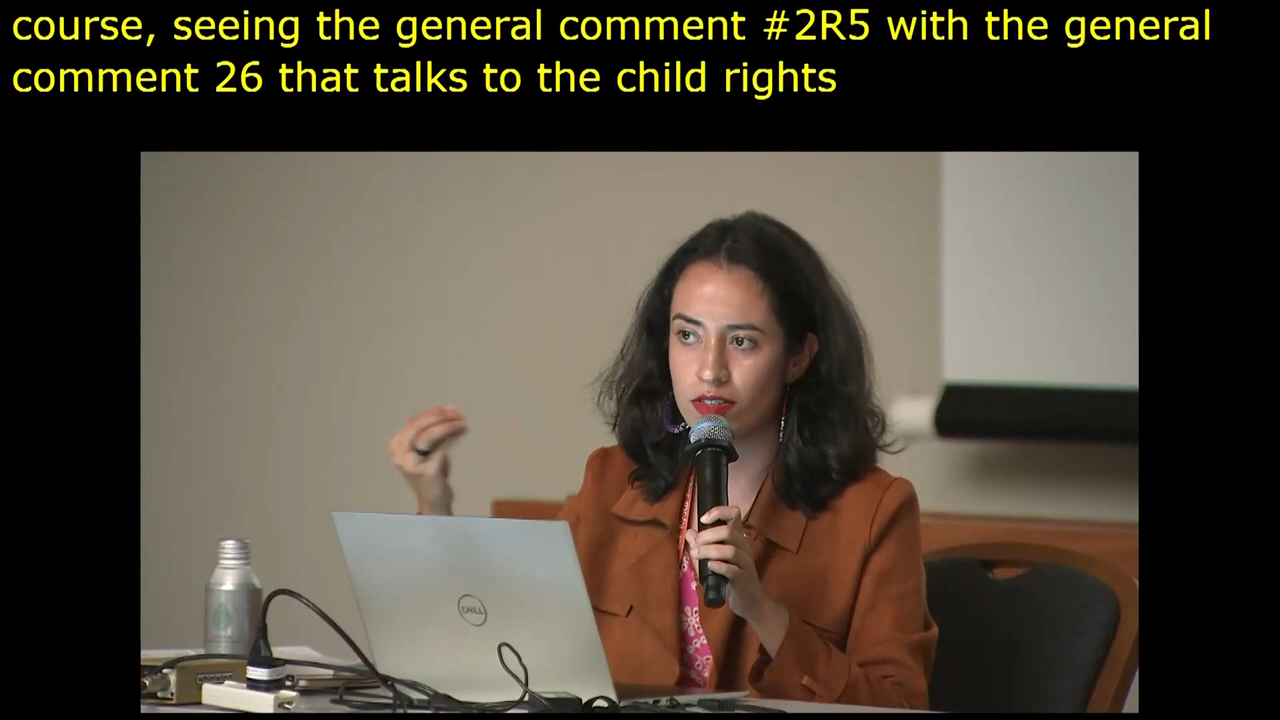 course, seeing the general comment #2R5 with the general
comment 26 that talks to the child rights
DELL